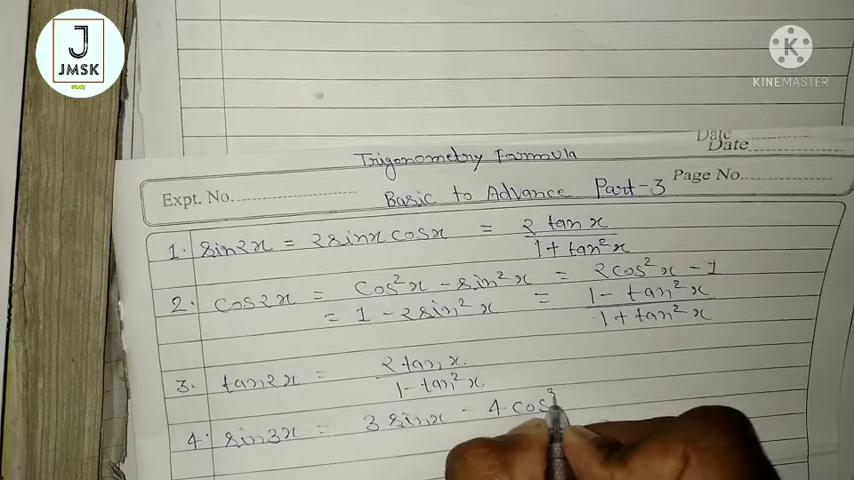 J
JMSK
study
K
KINEMASTER
Date
Trigonometry Formula
Date
Expt. No.
Page No.
Basic to Advance Part-3
1. sin2x = 2sinx cosx = 2 tan x / 1 + tan²x
2. cos2x = cos²x - sin²x = 2cos²x - 1
= 1 - 2sin²x = 1 - tan²x / 1 + tan²x
3. tan2x = 2 tan x. / 1 - tan²x.
4. sin3x = 3 sinx - 4 cos³